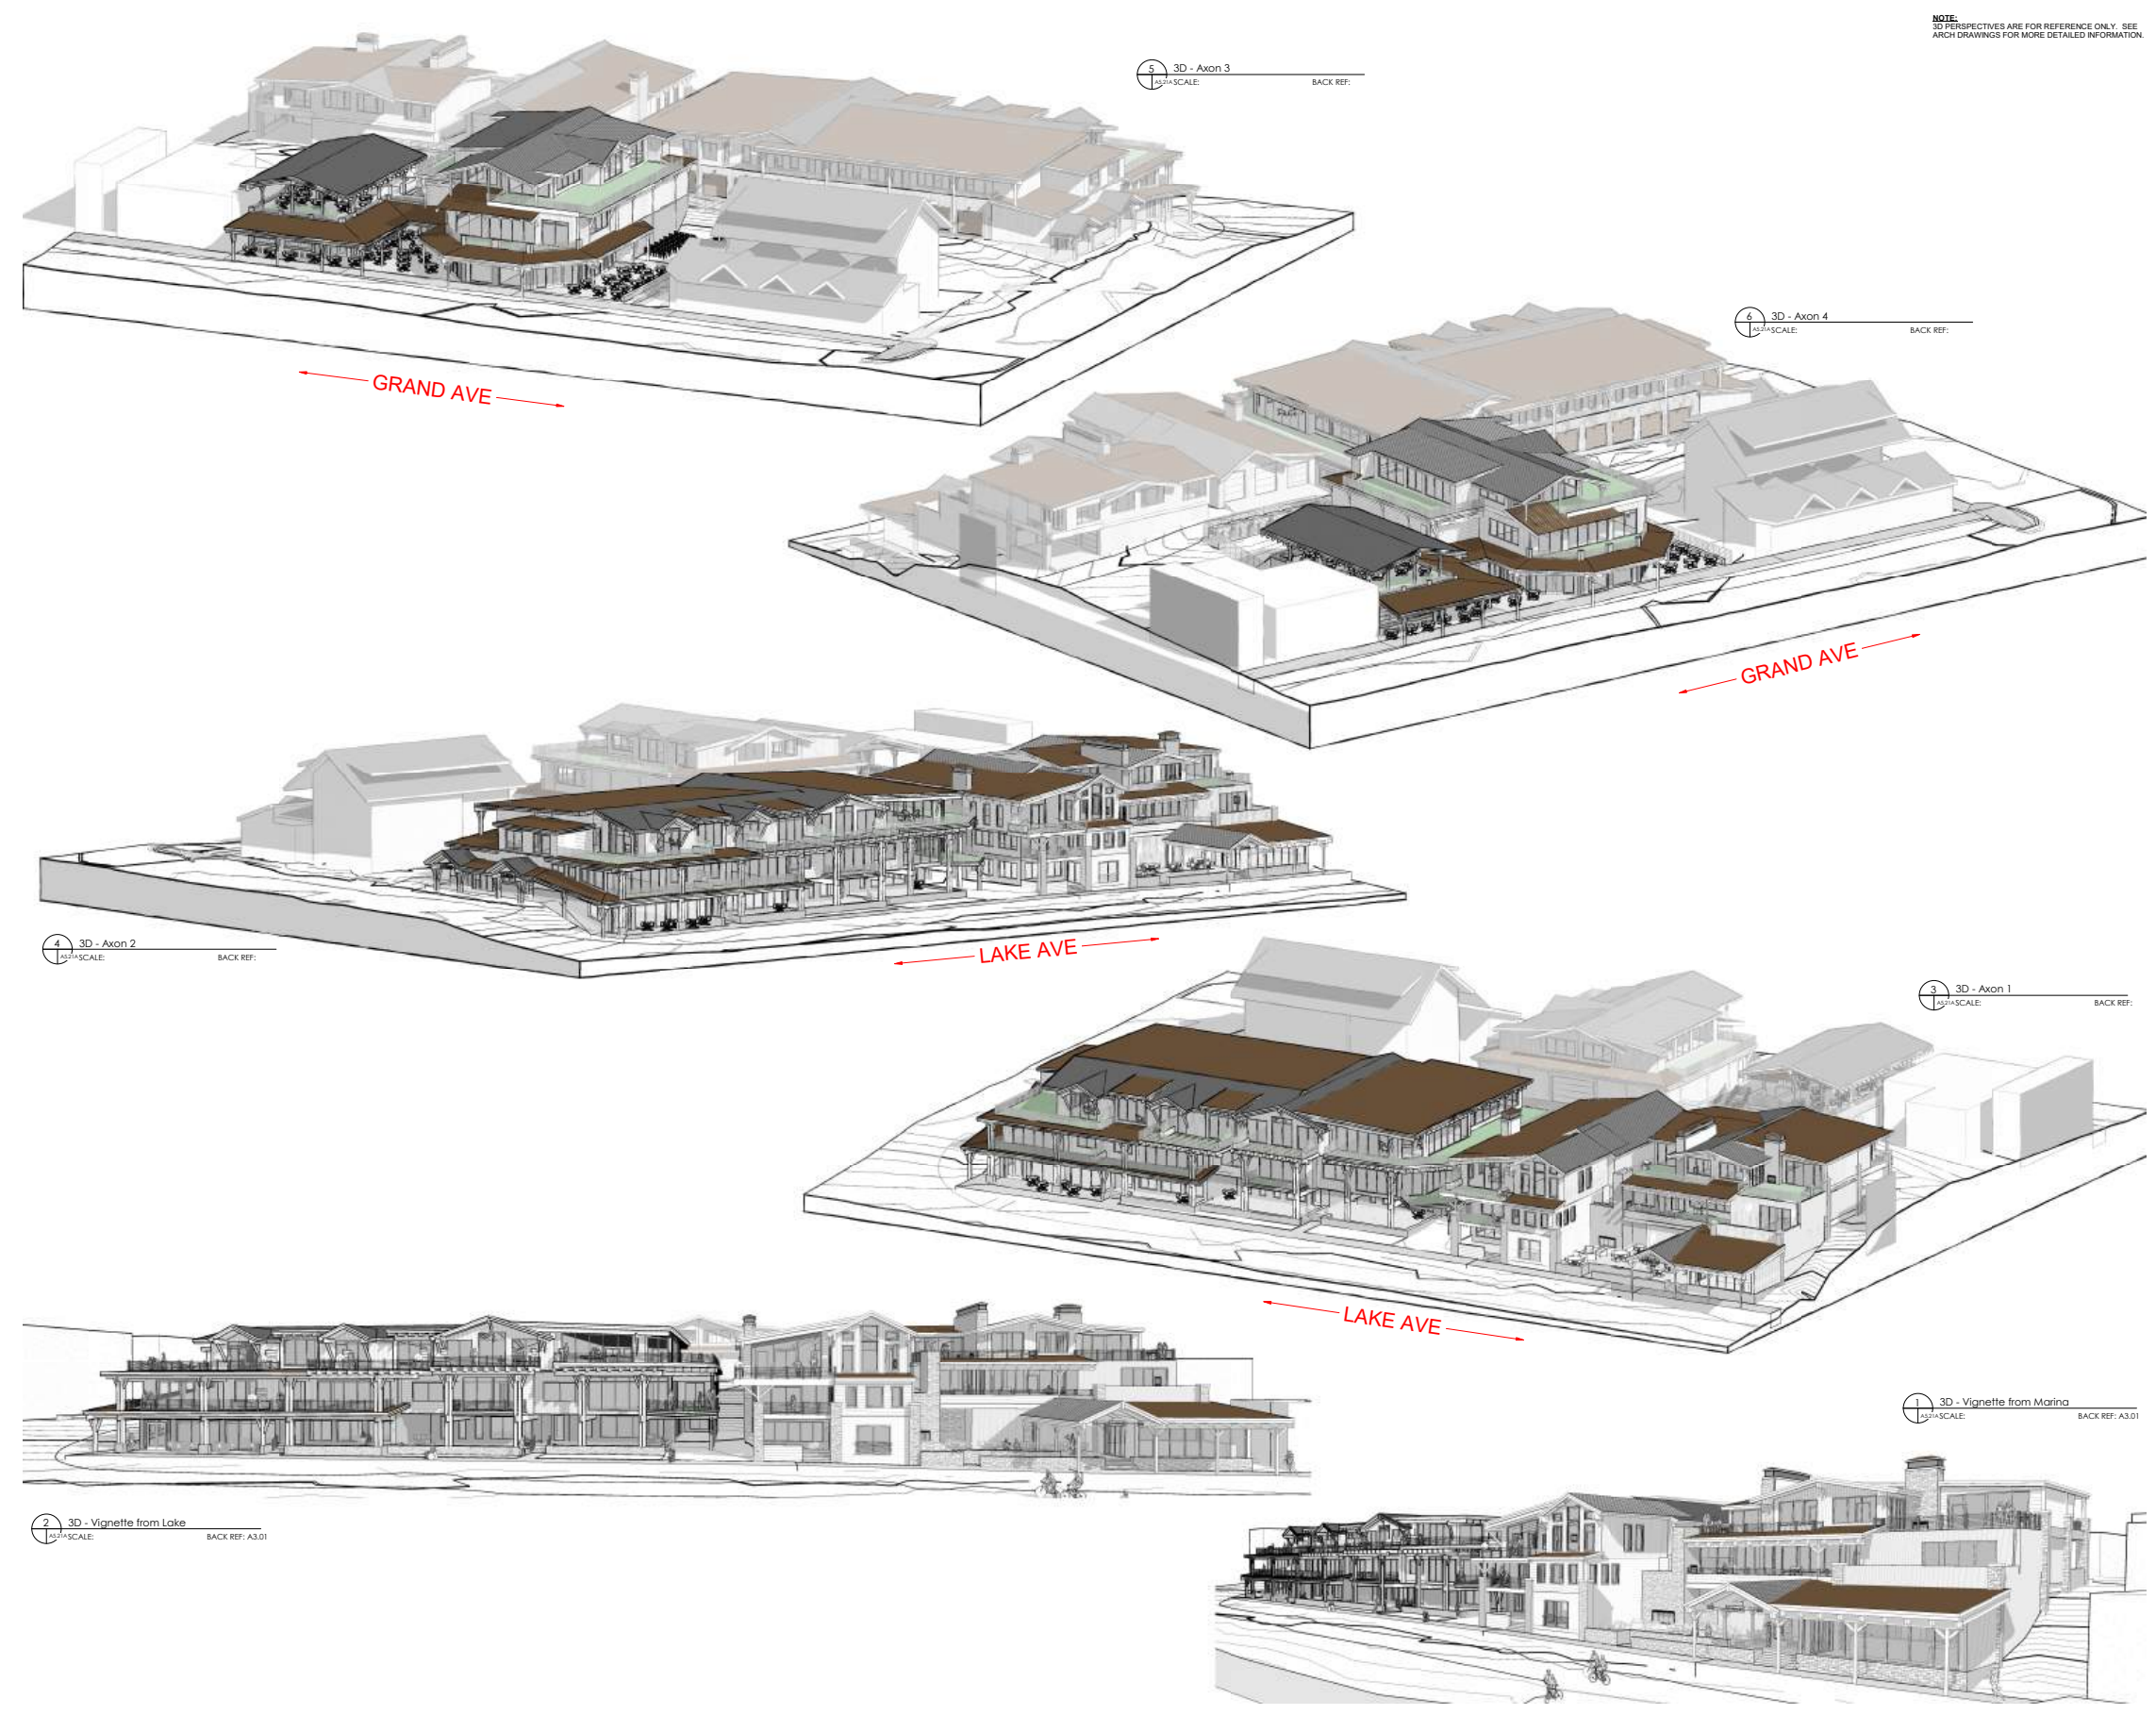 NOTE:
3D PERSPECTIVES ARE FOR REFERENCE ONLY. SEE
ARCH DRAWINGS FOR MORE DETAILED INFORMATION.
5 3D - Axon 3
SCALE: BACK REF:
GRAND AVE
6 3D - Axon 4
SCALE: BACK REF:
GRAND AVE
4 3D - Axon 2
SCALE: BACK REF:
LAKE AVE
3 3D - Axon 1
SCALE: BACK REF:
LAKE AVE
1 3D - Vignette from Marina
SCALE: BACK REF: A3.01
2 3D - Vignette from Lake
SCALE: BACK REF: A3.01